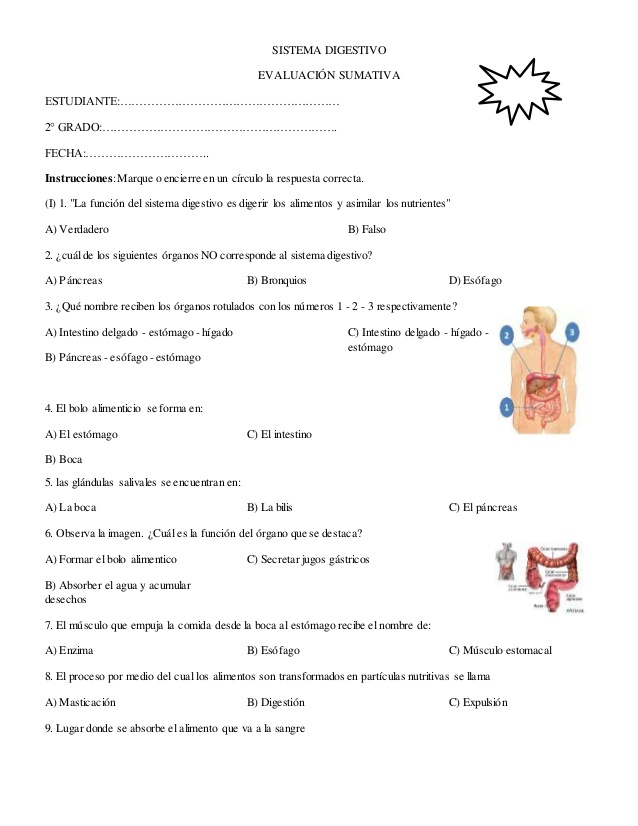 SISTEMA DIGESTIVO
EVALUACIÓN SUMATIVA
ESTUDIANTE:………………………………………………
2° GRADO:………………………………………………….
FECHA:…………………………..
Instrucciones: Marque o encierre en un círculo la respuesta correcta.
(I) 1. "La función del sistema digestivo es digerir los alimentos y asimilar los nutrientes"
A) Verdadero B) Falso
2. ¿cuál de los siguientes órganos NO corresponde al sistema digestivo?
A) Páncreas B) Bronquios D) Esófago
3. ¿Qué nombre reciben los órganos rotulados con los números 1 - 2 - 3 respectivamente?
A) Intestino delgado - estómago - hígado
B) Páncreas - esófago - estómago
C) Intestino delgado - hígado -
estómago
2 3
1
4. El bolo alimenticio se forma en:
A) El estómago C) El intestino
B) Boca
5. las glándulas salivales se encuentran en:
A) La boca B) La bilis C) El páncreas
6. Observa la imagen. ¿Cuál es la función del órgano que se destaca?
A) Formar el bolo alimentico C) Secretar jugos gástricos
B) Absorber el agua y acumular
desechos
7. El músculo que empuja la comida desde la boca al estómago recibe el nombre de:
A) Enzima B) Esófago C) Músculo estomacal
8. El proceso por medio del cual los alimentos son transformados en partículas nutritivas se llama
A) Masticación B) Digestión C) Expulsión
9. Lugar donde se absorbe el alimento que va a la sangre